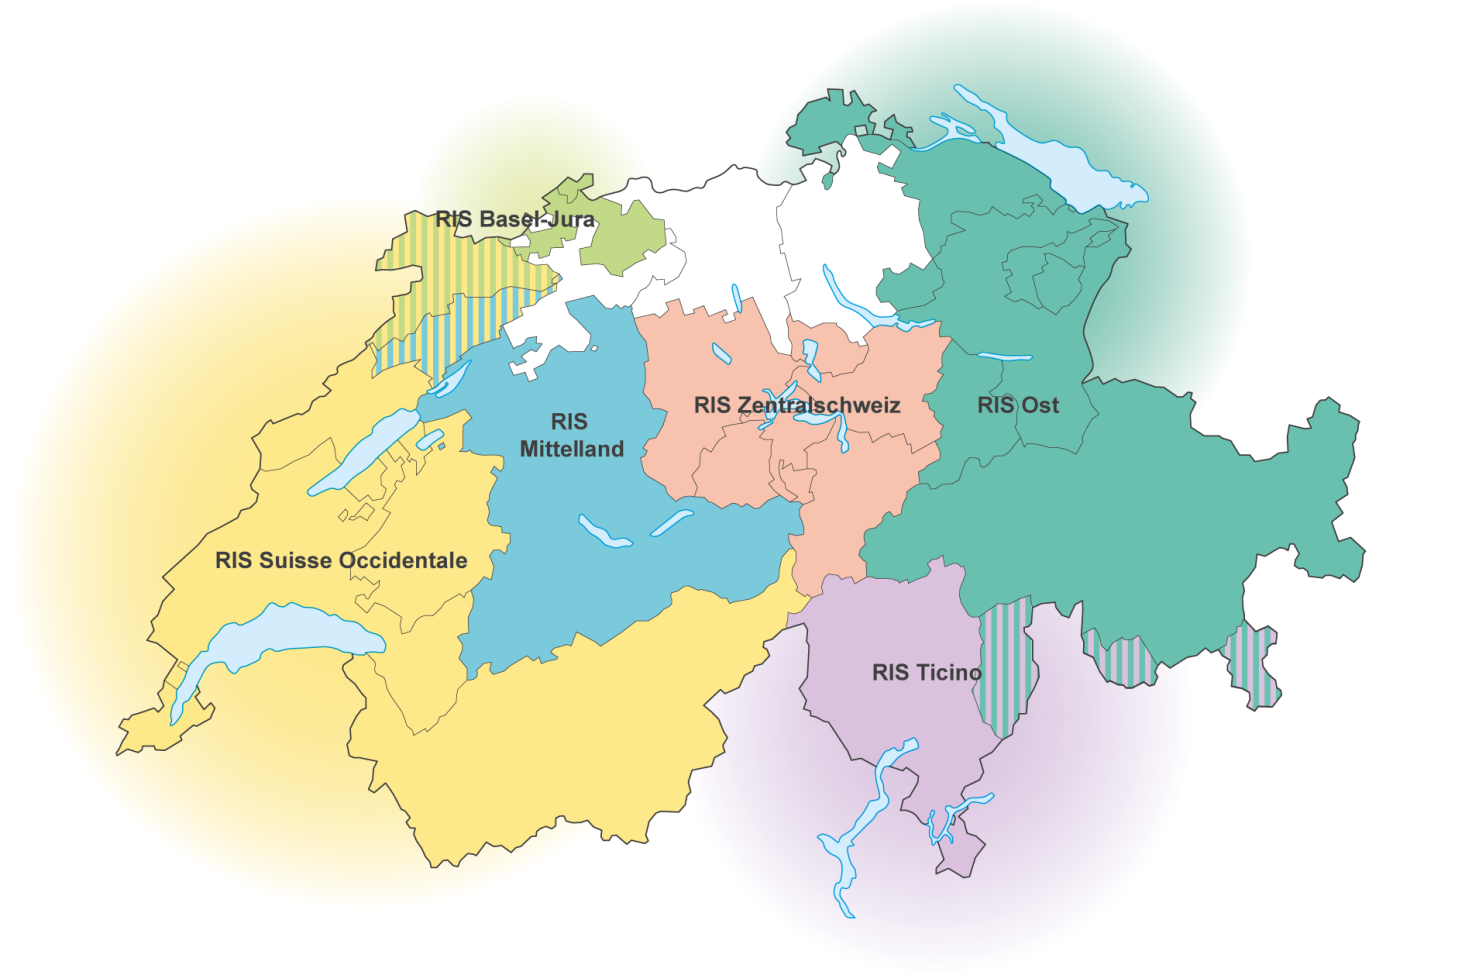 RIS Basel-Jura
RIS Zentralschweiz
RIS Ost
RIS
Mittelland
RIS Suisse Occidentale
RIS Ticino